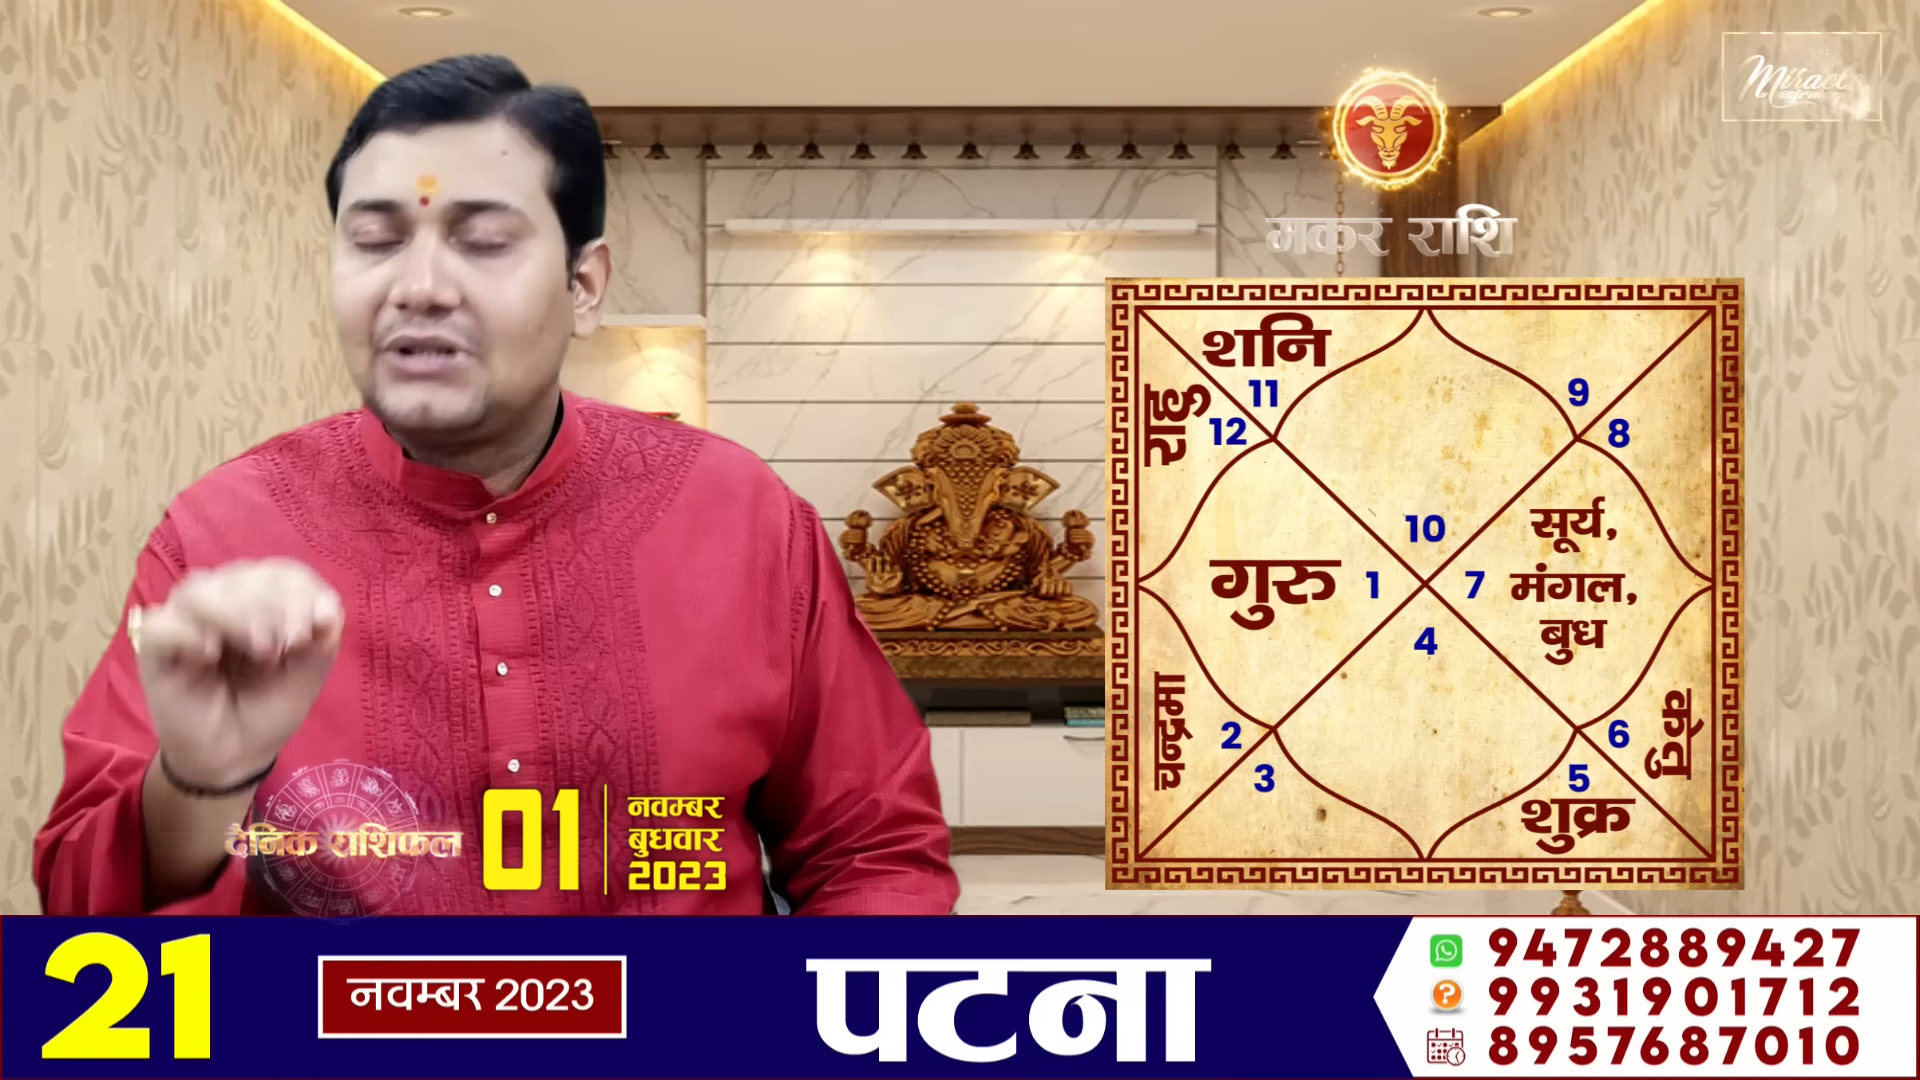 Miracle
मकर राशि
शनि
11
राहु
12
9
8
10
सूर्य,
गुरु
1
7
मंगल,
4
बुध
चन्द्रमा
2
3
6
केतु
5
शुक्र
दैनिक राशिफल
01
नवम्बर
बुधवार
2023
21
नवम्बर 2023
पटना
9472889427
9931901712
8957687010